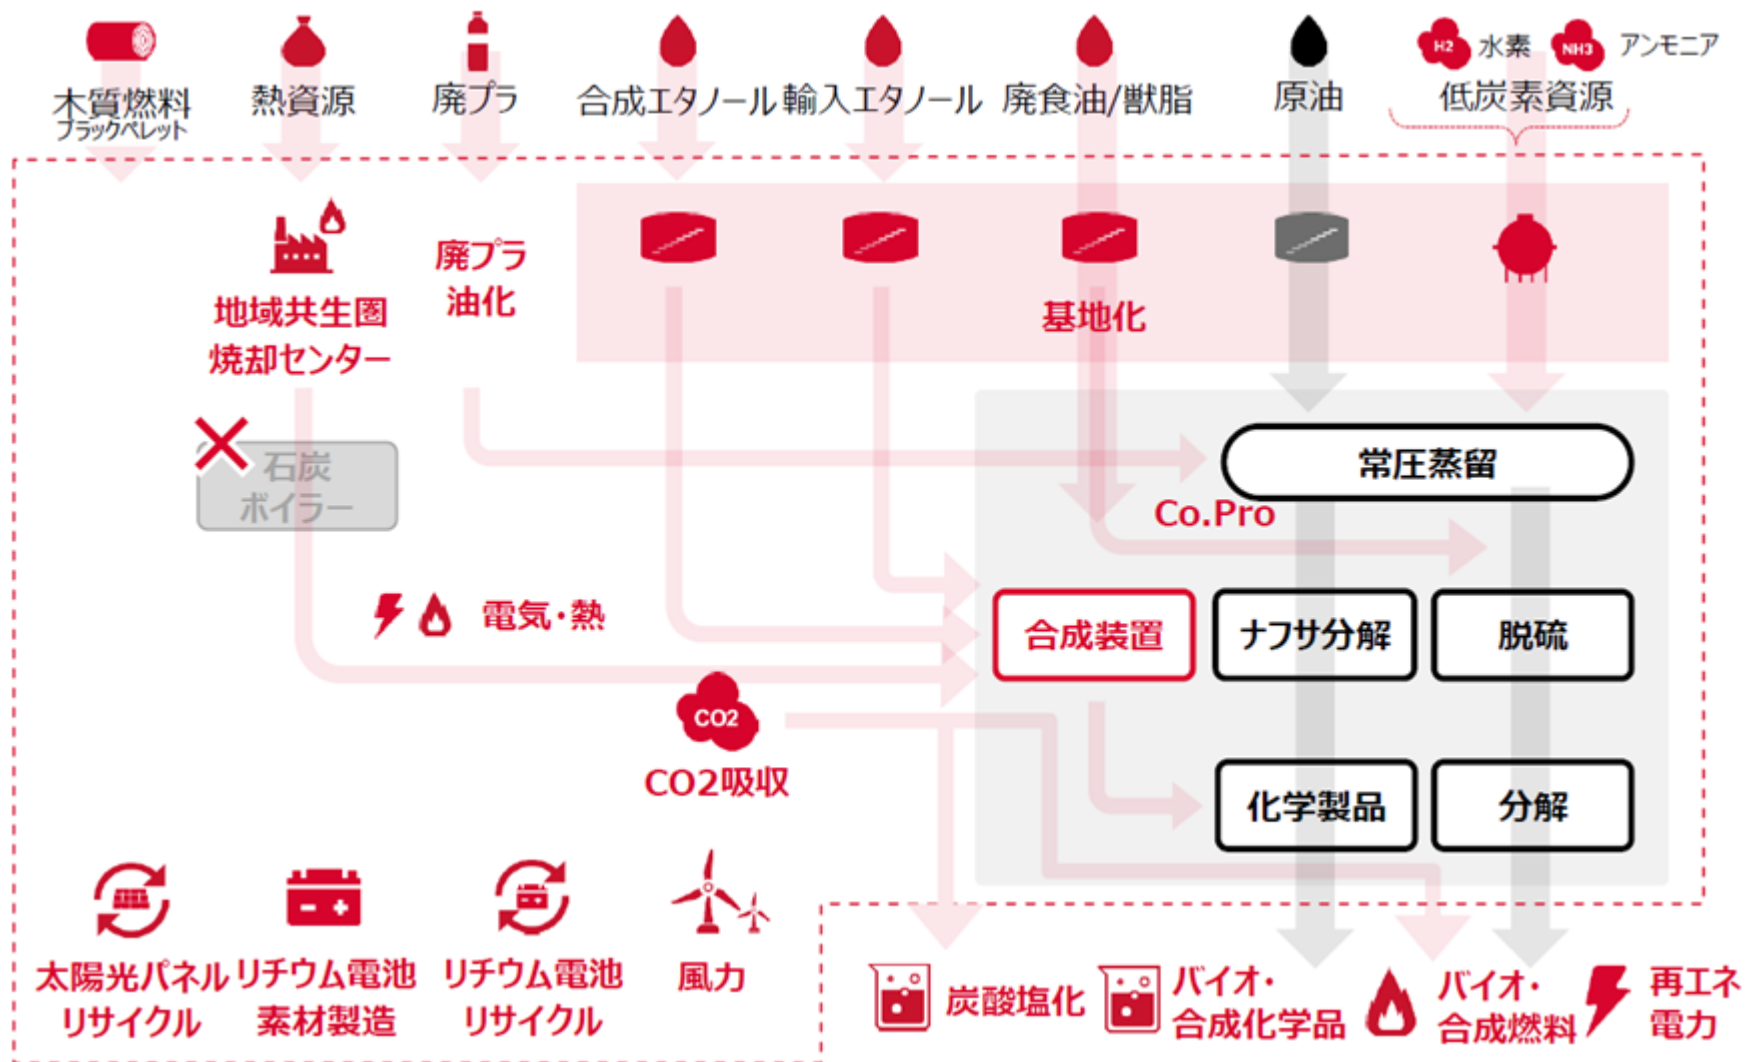 H2
水素
NH3
アンモニア
木質燃料
ブラックペレット
熱資源
廃プラ
合成エタノール
輸入エタノール
廃食油/獣脂
原油
低炭素資源
地域共生圏
焼却センター
廃プラ
油化
基地化
石炭
ボイラー
常圧蒸留
Co.Pro
電気・熱
合成装置
ナフサ分解
脱硫
CO2
CO2吸収
化学製品
分解
太陽光パネル
リサイクル
リチウム電池
素材製造
リチウム電池
リサイクル
風力
炭酸塩化
バイオ・
合成化学品
バイオ・
合成燃料
再エネ
電力